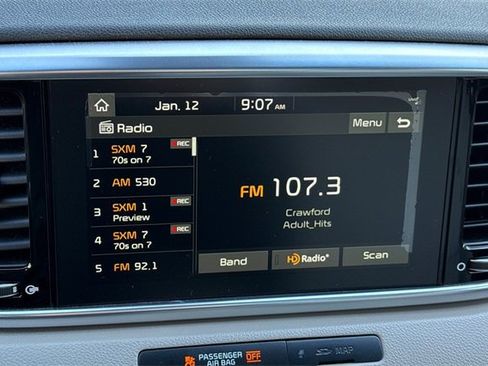 Jan. 12
9:07 AM
Radio
Menu
1 SXM 7 REC
70s on 7
2 AM 530
3 SXM 1 REC
Preview
4 SXM 7 REC
70s on 7
5 FM 92.1
FM 107.3
Crawford
Adult_Hits
Band
HD Radio®
Scan
PASSENGER
AIR BAG
OFF
MAP